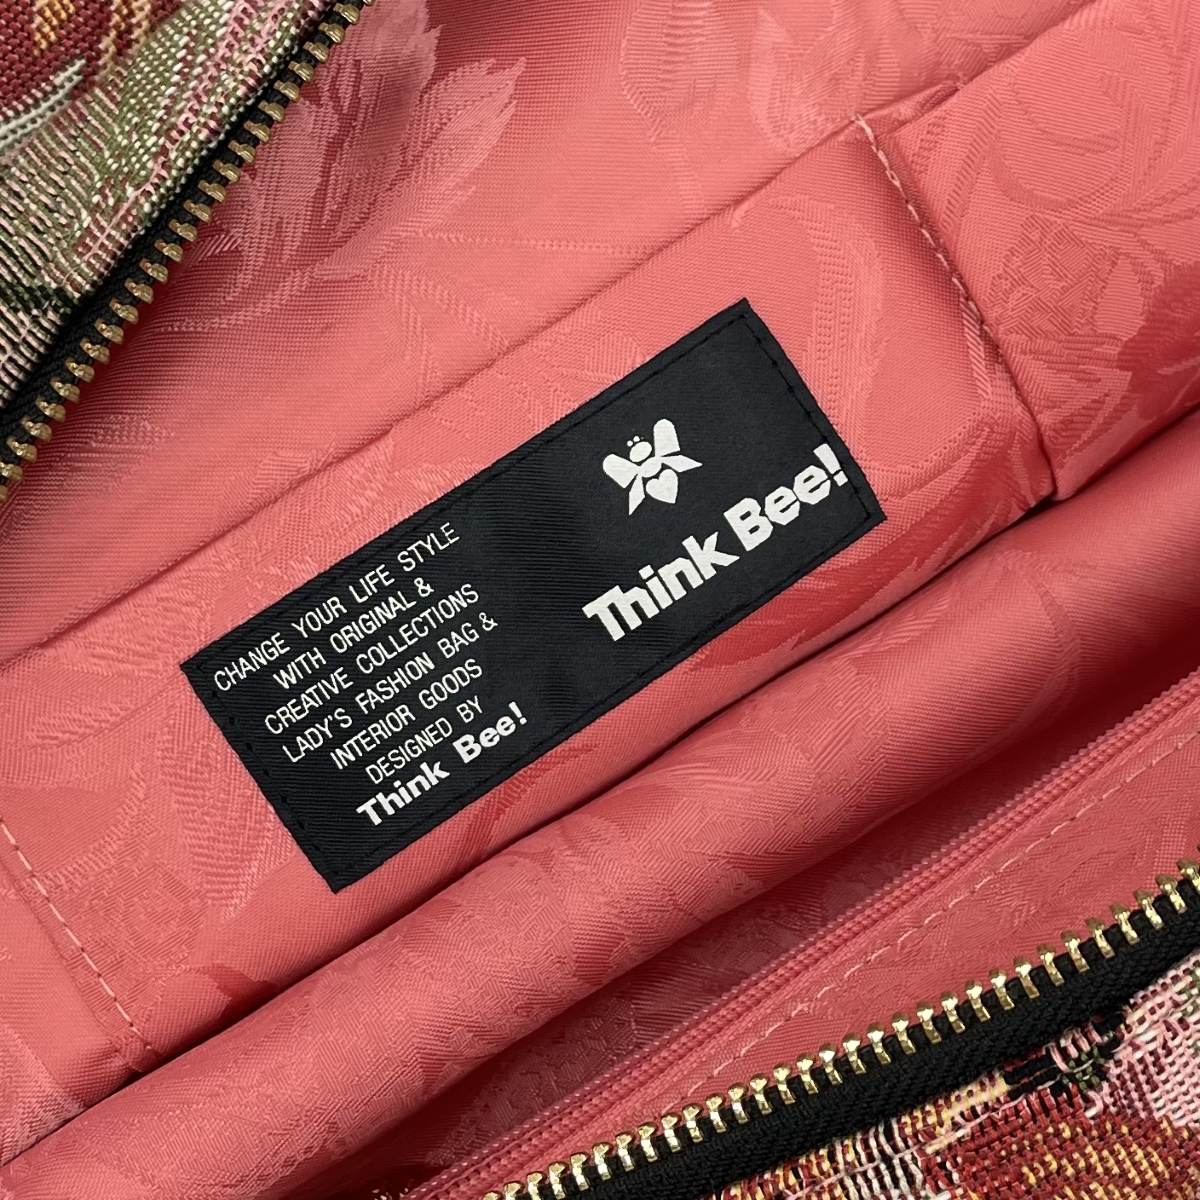 CHANGE YOUR LIFE STYLE
WITH ORIGINAL &
CREATIVE COLLECTIONS
LADY'S FASHION BAG &
INTERIOR GOODS
DESIGNED BY
Think Bee!
Think Bee!